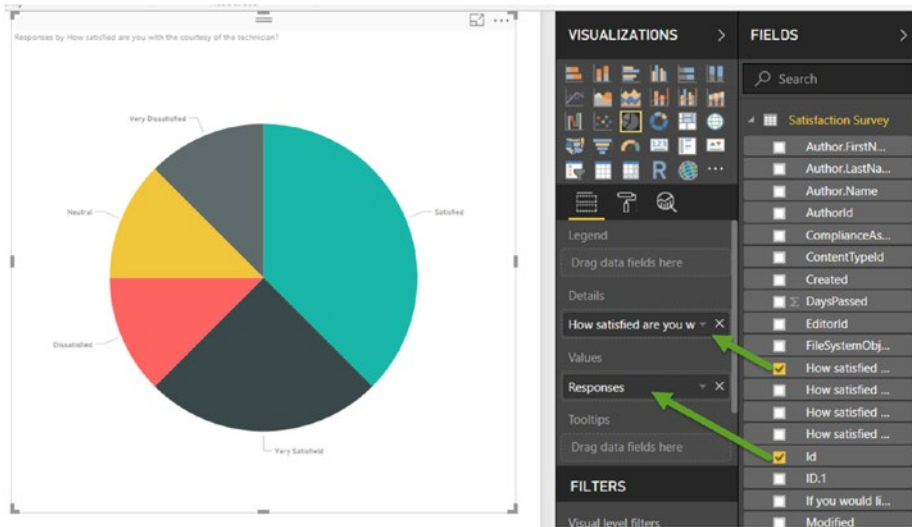 Responses by How satisfied are you with the courtesy of the technician?
Very Dissatisfied
Satisfied
Neutral
Dissatisfied
Very Satisfield
VISUALIZATIONS
R
Legend
Drag data fields here
Details
How satisfied are you w
Values
Responses
Tooltips
Drag data fields here
FILTERS
Visual level filters
FIELDS
Search
Satisfaction Survey
Author.FirstN...
Author.LastNa...
Author.Name
AuthorId
ComplianceAs...
ContentTypeId
Created
DaysPassed
EditorId
FileSystemObj...
How satisfied ...
How satisfied ...
How satisfied ...
How satisfied ...
Id
ID.1
If you would li...
Modified